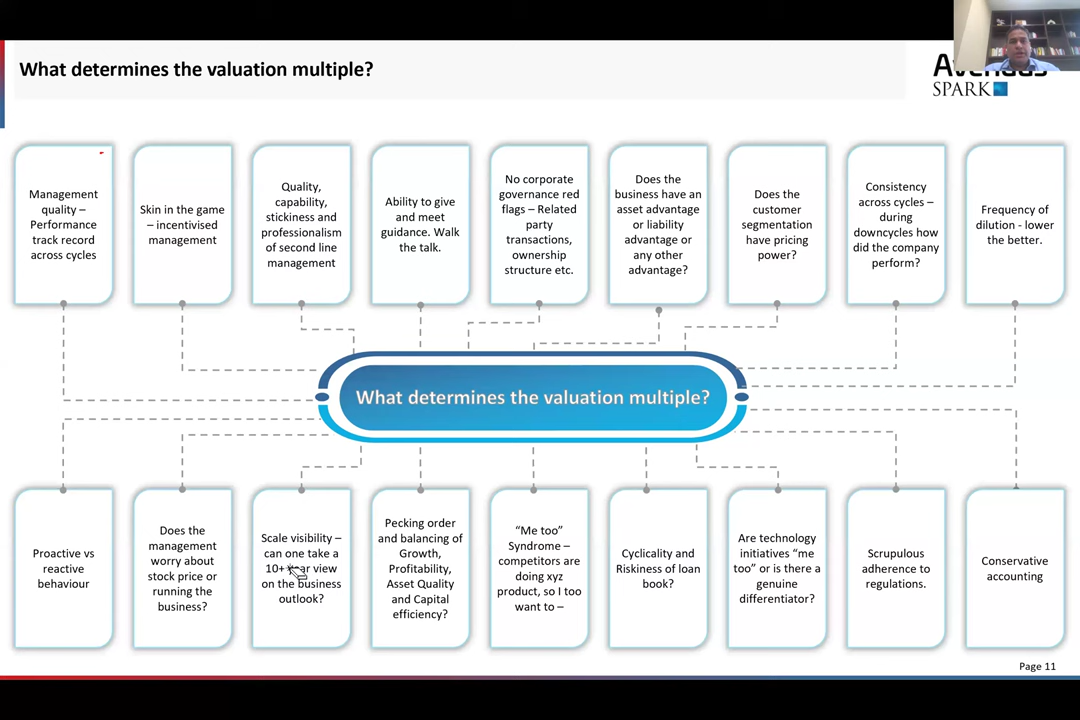 What determines the valuation multiple?
SPARK
Management
quality –
Performance
track record
across cycles
Skin in the game
– incentivised
management
Quality,
capability,
stickiness and
professionalism
of second line
management
Ability to give
and meet
guidance. Walk
the talk.
No corporate
governance red
flags – Related
party
transactions,
ownership
structure etc.
Does the
business have an
asset advantage
or liability
advantage or
any other
advantage?
Does the
customer
segmentation
have pricing
power?
Consistency
across cycles –
during
downcycles how
did the company
perform?
Frequency of
dilution - lower
the better.
What determines the valuation multiple?
Proactive vs
reactive
behaviour
Does the
management
worry about
stock price or
running the
business?
Scale visibility –
can one take a
10+ year view
on the business
outlook?
Pecking order
and balancing of
Growth,
Profitability,
Asset Quality
and Capital
efficiency?
“Me too”
Syndrome –
competitors are
doing xyz
product, so I too
want to –
Cyclicality and
Riskiness of loan
book?
Are technology
initiatives “me
too” or is there a
genuine
differentiator?
Scrupulous
adherence to
regulations.
Conservative
accounting
Page 11